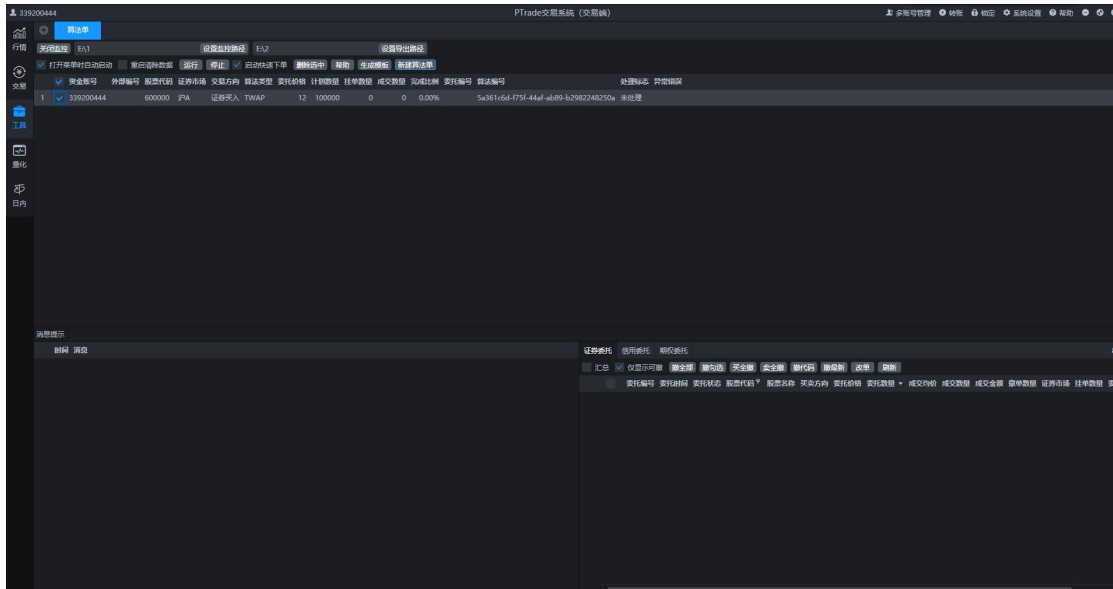 339200444 PTrade交易系统（交易端） 多账号管理 转账 锁定 系统设置 帮助
算法单
行情 关闭监控 E:\1 设置监控路径 E:\2 设置导出路径
打开菜单时自动启动 重启清除数据 运行 停止 启动快速下单 删除选中 帮助 生成模板 新建算法单
资金账号 外部编号 股票代码 证券市场 交易方向 算法类型 委托价格 计划数量 挂单数量 成交数量 完成比例 委托编号 算法编号 处理标志 异常错误
交易
1 339200444 600000 沪A 证券买入 TWAP 12 100000 0 0 0.00% 5a361c6d-f75f-44af-ab89-b2982248250a 未处理
工具
量化
日内
消息提示
时间 消息
证券委托 信用委托 期权委托
汇总 仅显示可撤 撤全部 撤勾选 买全撤 卖全撤 撤代码 撤最新 改单 刷新
委托编号 委托时间 委托状态 股票代码 股票名称 买卖方向 委托价格 委托数量 成交均价 成交数量 成交金额 撤单数量 证券市场 挂单数量